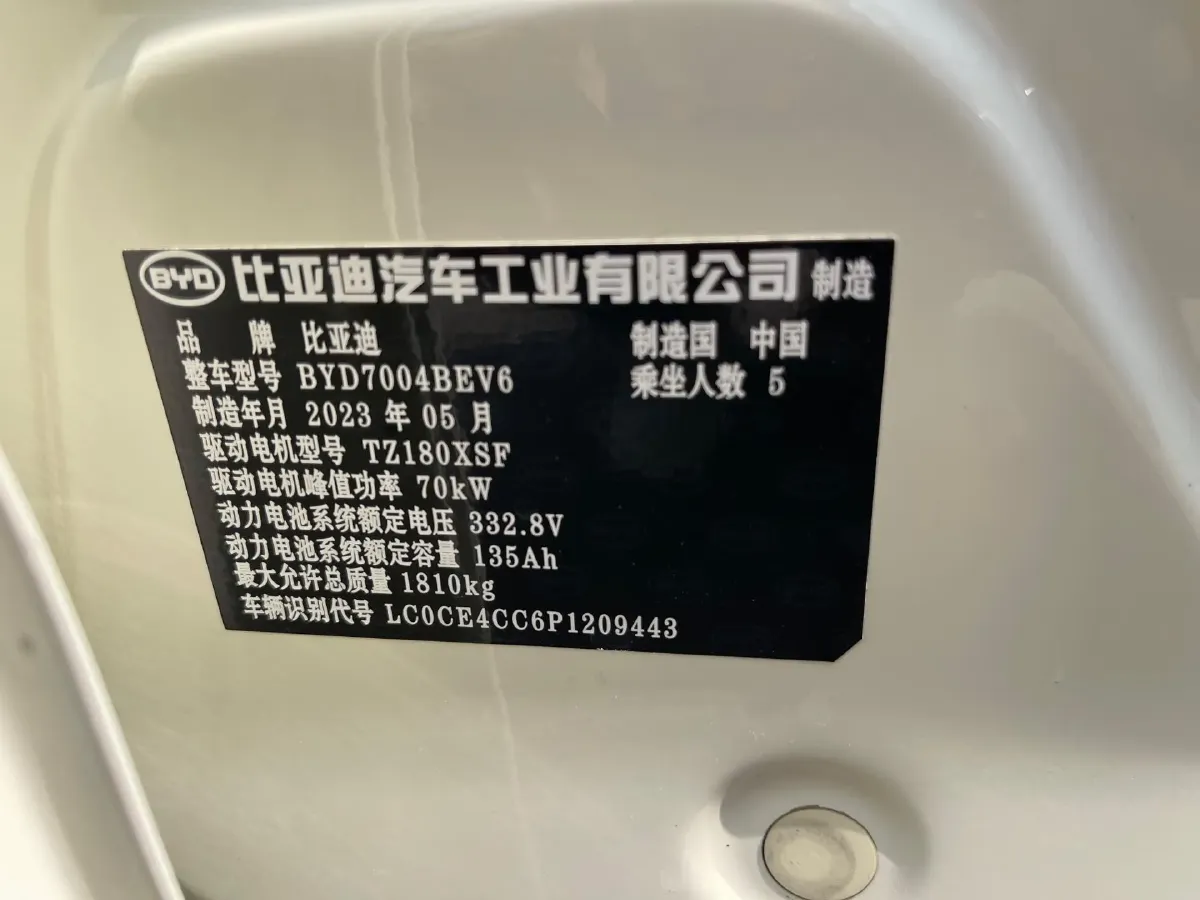 BYD 比亚迪汽车工业有限公司 制造
品 牌 比亚迪 制造国 中国
整车型号 BYD7004BEV6 乘坐人数 5
制造年月 2023 年 05 月
驱动电机型号 TZ180XSF
驱动电机峰值功率 70kW
动力电池系统额定电压 332.8V
动力电池系统额定容量 135Ah
最大允许总质量 1810kg
车辆识别代号 LC0CE4CC6P1209443